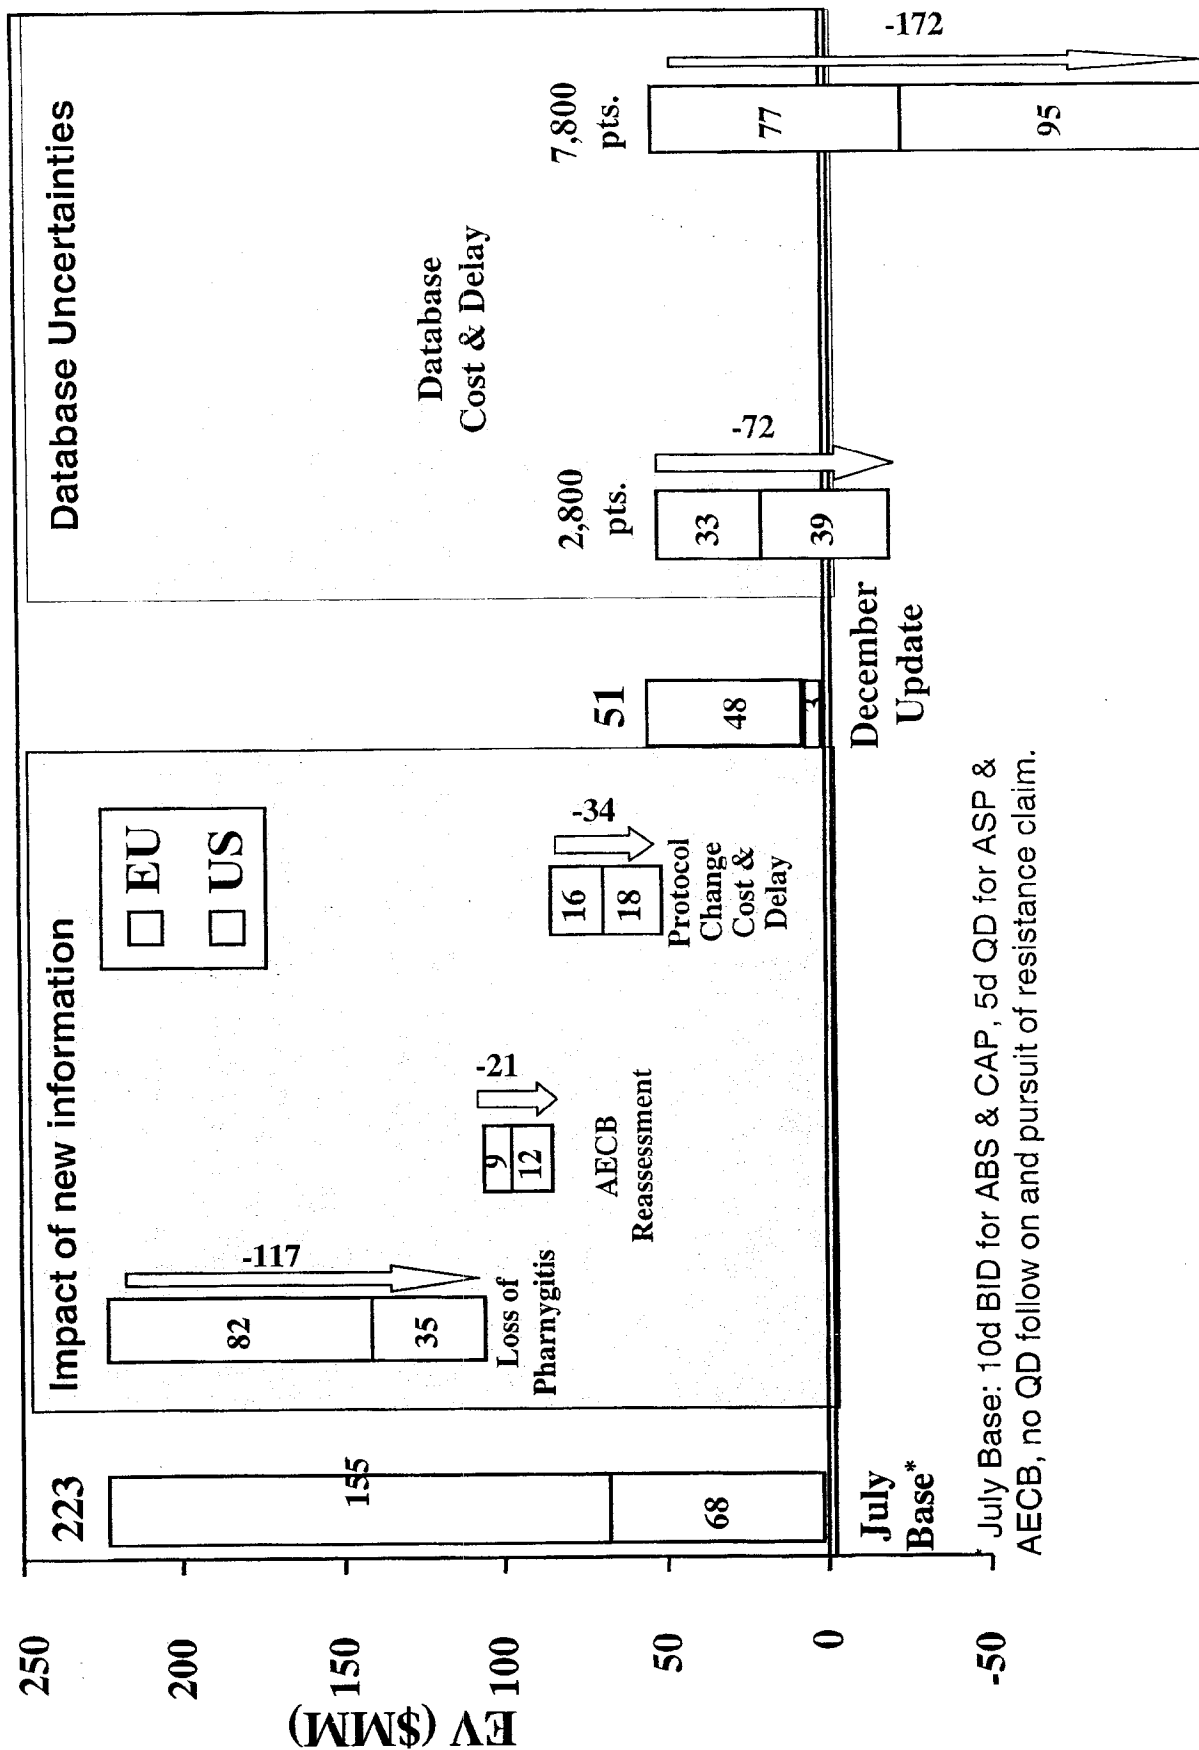 EV ($MM)
250
200
150
100
50
0
-50
223
155
68
July
Base*
Impact of new information
82
35
-117
Loss of
Pharnygitis
9
12
-21
AECB
Reassessment
EU
US
16
18
-34
Protocol
Change
Cost &
Delay
51
48
3
December
Update
Database Uncertainties
2,800
pts.
33
39
-72
Database
Cost & Delay
7,800
pts.
77
95
-172
* July Base: 10d BID for ABS & CAP, 5d QD for ASP &
AECB, no QD follow on and pursuit of resistance claim.